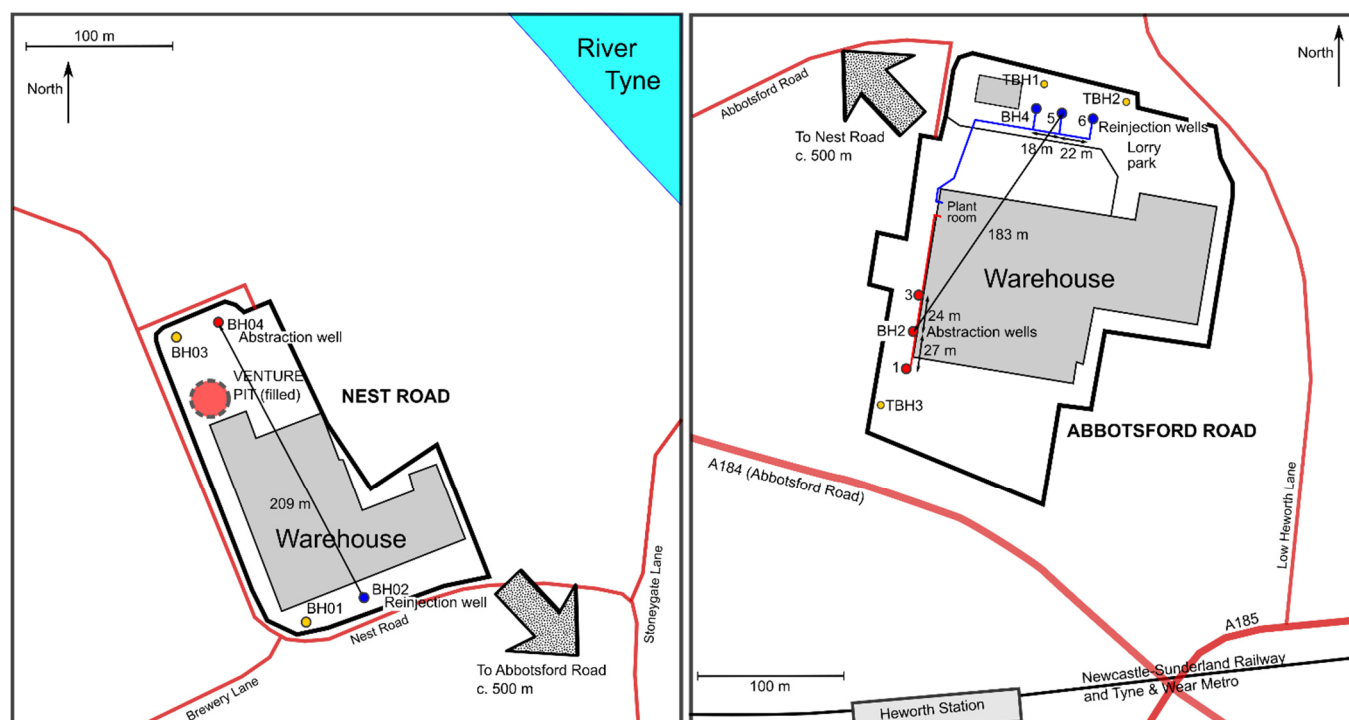 100 m
North
River
Tyne
BH04
Abstraction well
BH03
VENTURE
PIT (filled)
NEST ROAD
209 m
Warehouse
BH02
Reinjection well
BH01
Nest Road
Brewery Lane
Stoneygate Lane
To Abbotsford Road
c. 500 m
North
Abbotsford Road
To Nest Road
c. 500 m
TBH1
TBH2
BH4
5
6
Reinjection wells
18 m
22 m
Lorry
park
Plant
room
183 m
Warehouse
3
24 m
BH2
Abstraction wells
27 m
1
TBH3
ABBOTSFORD ROAD
A184 (Abbotsford Road)
Low Heworth Lane
A185
100 m
Newcastle-Sunderland Railway
and Tyne & Wear Metro
Heworth Station